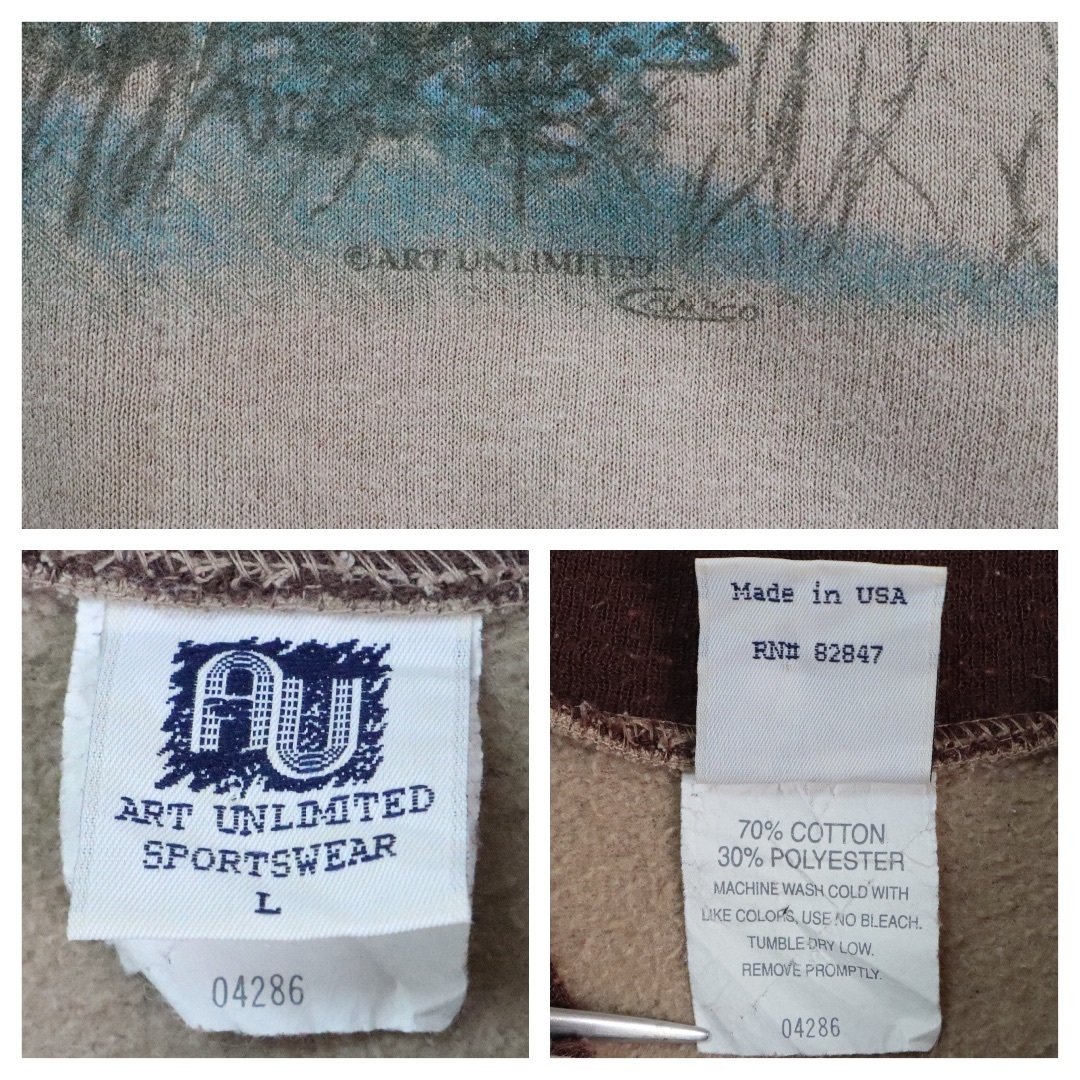 ©ART UNLIMITED
AU
ART UNLIMITED
SPORTSWEAR
L
04286
Made in USA
RN# 82847
70% COTTON
30% POLYESTER
MACHINE WASH COLD WITH
LIKE COLORS, USE NO BLEACH.
TUMBLE DRY LOW.
REMOVE PROMPTLY.
04286